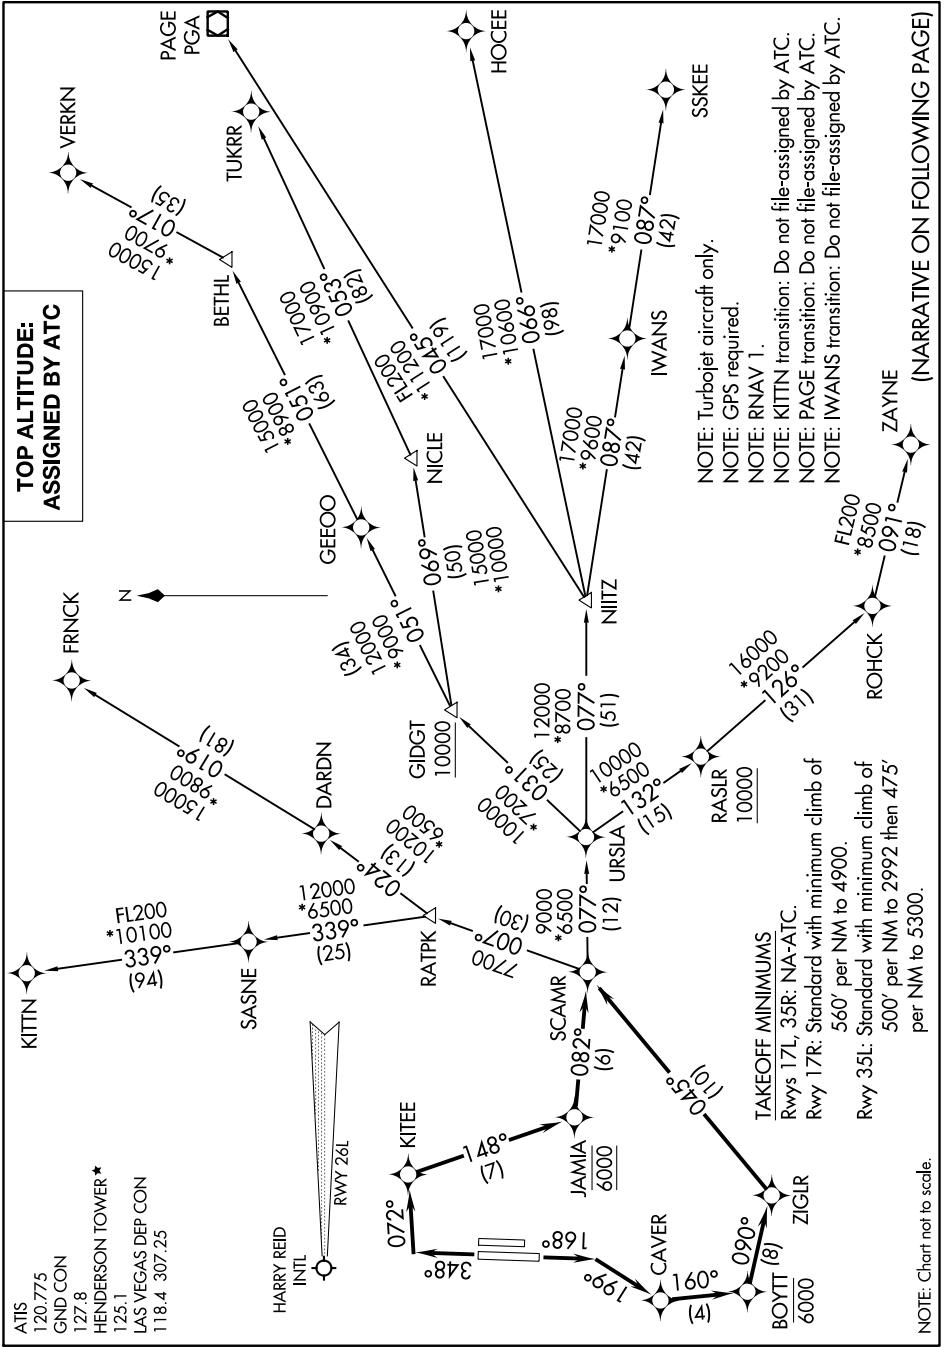 TOP ALTITUDE:
ASSIGNED BY ATC
ATIS
120.775
GND CON
127.8
HENDERSON TOWER★
125.1
LAS VEGAS DEP CON
118.4 307.25
HARRY REID
INTL
RWY 26L
N
KITTN
FL200
*10100
339°
(94)
SASNE
12000
*6500
339°
(25)
RATPK
FRNCK
15000
*9800
019°
(81)
DARDN
10200
*6500
024°
(13)
7700
007°
(30)
SCAMR
VERKN
15000
*9700
017°
(35)
BETHL
15000
*8900
051°
(63)
GEEOO
12000
*9000
051°
(34)
GIDGT
10000
10000
*7200
031°
(25)
PAGE
PGA
TUKRR
17000
*10900
053°
(82)
NICLE
069°
(50)
15000
*10000
FL200
*11200
045°
(119)
HOCEE
17000
*10600
066°
(98)
SSKEE
17000
*9100
087°
(42)
IWANS
17000
*9600
087°
(42)
NIITZ
12000
*8700
077°
(51)
URSLA
9000
*6500
077°
(12)
10000
*6500
132°
(15)
RASLR
10000
16000
*9200
126°
(31)
ROHCK
FL200
*8500
091°
(18)
ZAYNE
KITEE
072°
348°
148°
(7)
JAMIA
6000
082°
(6)
168°
199°
CAVER
160°
(4)
BOYTT
6000
090°
(8)
ZIGLR
045°
(10)
NOTE: Turbojet aircraft only.
NOTE: GPS required.
NOTE: RNAV 1.
NOTE: KITTN transition: Do not file-assigned by ATC.
NOTE: PAGE transition: Do not file-assigned by ATC.
NOTE: IWANS transition: Do not file-assigned by ATC.
TAKEOFF MINIMUMS
Rwys 17L, 35R: NA-ATC.
Rwy 17R: Standard with minimum climb of
560' per NM to 4900.
Rwy 35L: Standard with minimum climb of
500' per NM to 2992 then 475'
per NM to 5300.
NOTE: Chart not to scale.
(NARRATIVE ON FOLLOWING PAGE)